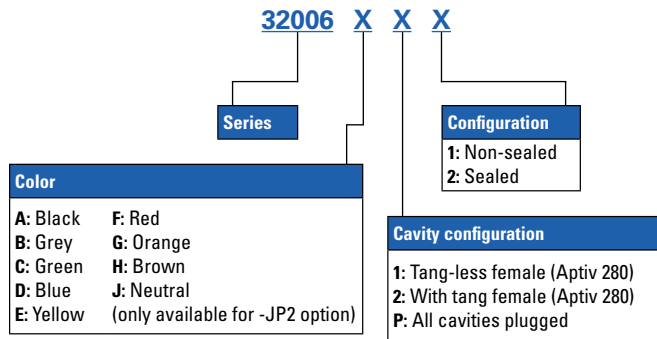 32006 X X X
Series
Configuration
1: Non-sealed
2: Sealed
Color
A: Black F: Red
B: Grey G: Orange
C: Green H: Brown
D: Blue J: Neutral
E: Yellow (only available for -JP2 option)
Cavity configuration
1: Tang-less female (Aptiv 280)
2: With tang female (Aptiv 280)
P: All cavities plugged